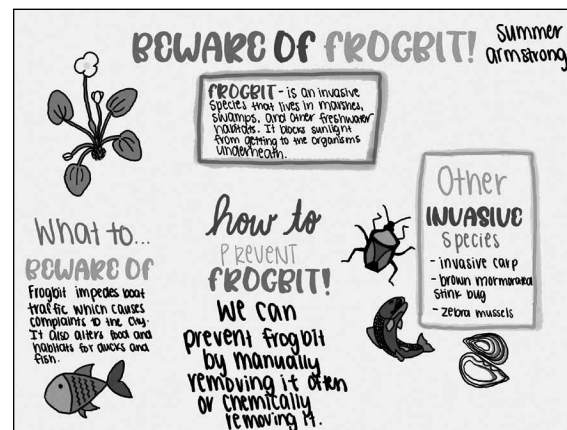 BEWARE OF FROGBIT!
Summer
armstrong
FROGBIT - is an invasive
species that lives in marshes,
swamps, and other freshwater
habitats. It blocks sunlight
from getting to the organisms
underneath.
What to...
BEWARE OF
Frogbit impedes boat
traffic which causes
complaints to the city.
It also alters food and
habitats for ducks and
fish.
how to
PREVENT
FROGBIT!
We can
prevent frogbit
by manually
removing it often
or chemically
removing it.
Other
INVASIVE
species
- invasive carp
- brown mormorated
stink bug
- zebra mussels